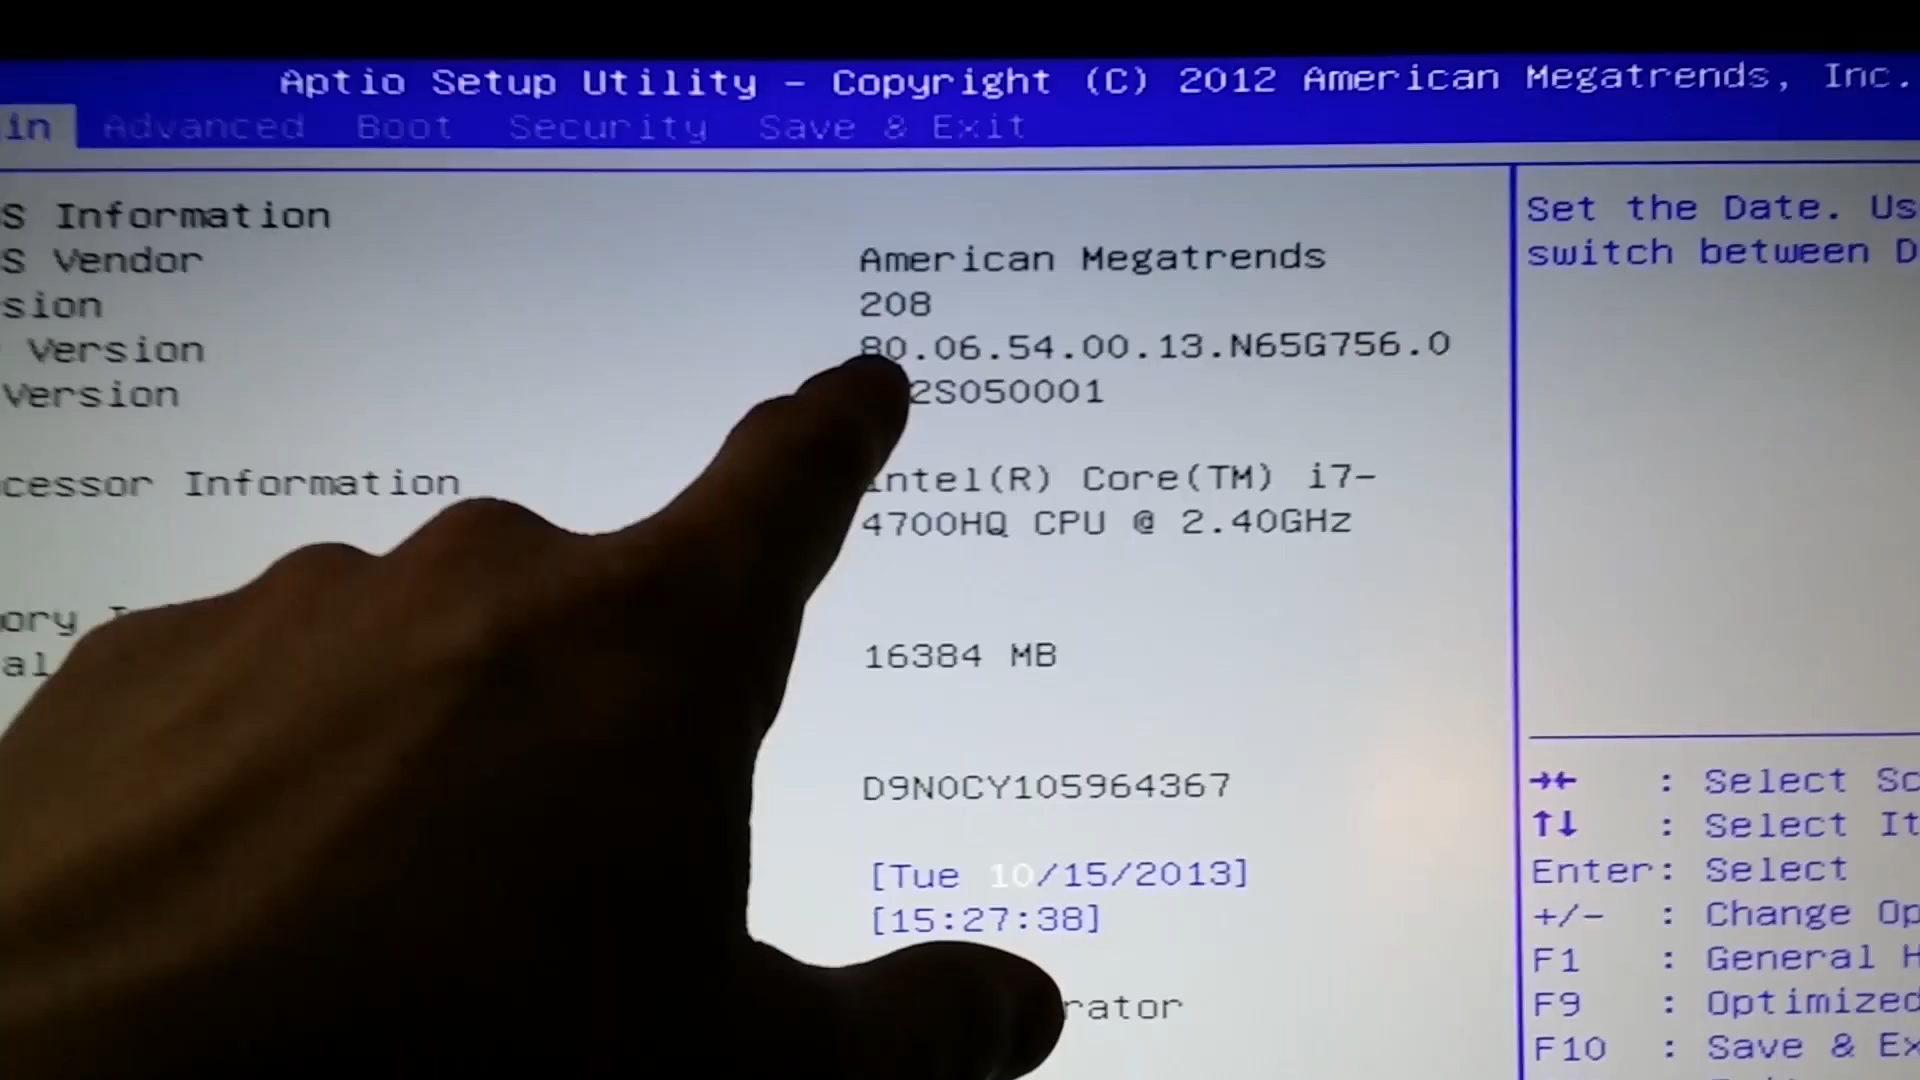 Aptio Setup Utility - Copyright (C) 2012 American Megatrends, Inc.
in Advanced Boot Security Save & Exit
S Information
S Vendor American Megatrends
sion 208
Version 80.06.54.00.13.N65G756.0
Version 2S050001
cessor Information Intel(R) Core(TM) i7-
4700HQ CPU @ 2.40GHz
ory
al 16384 MB
D9N0CY105964367
[Tue 10/15/2013]
[15:27:38]
rator
Set the Date. Us
switch between D
→← : Select Sc
↑↓ : Select It
Enter: Select
+/- : Change Op
F1 : General H
F9 : Optimized
F10 : Save & Ex